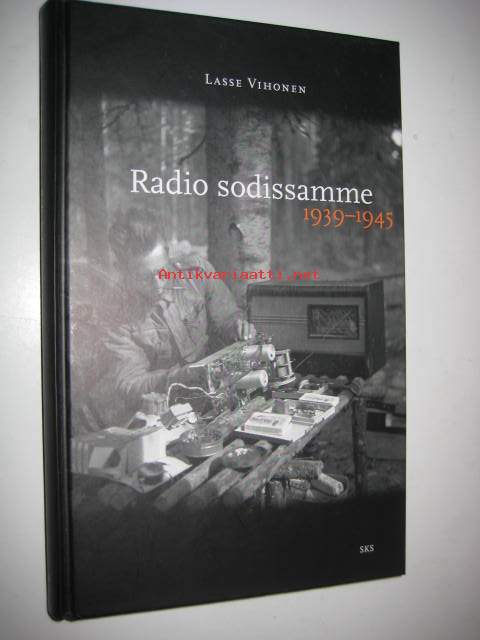 LASSE VIHONEN
Radio sodissamme
1939–1945
Antikvariaatti.net
SKS